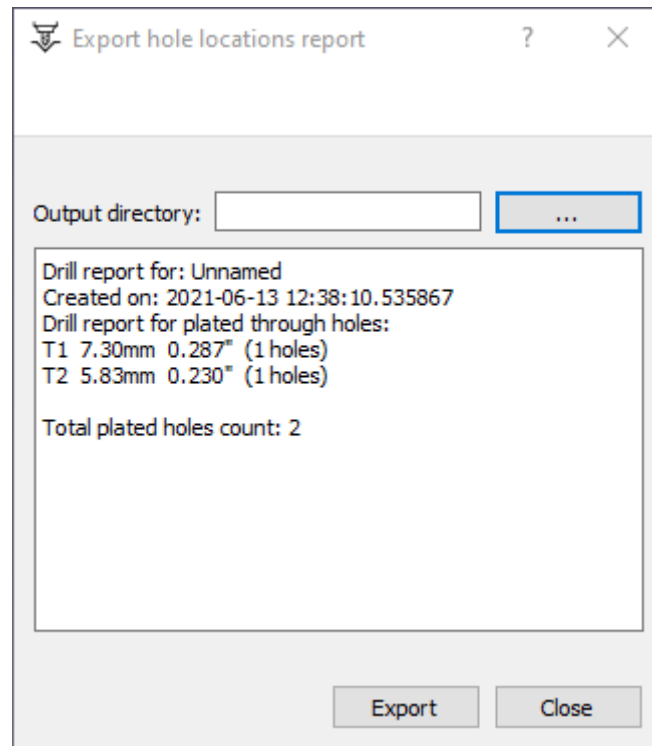 Export hole locations report
?
Output directory:
...
Drill report for: Unnamed
Created on: 2021-06-13 12:38:10.535867
Drill report for plated through holes:
T1 7.30mm 0.287" (1 holes)
T2 5.83mm 0.230" (1 holes)
Total plated holes count: 2
Export
Close